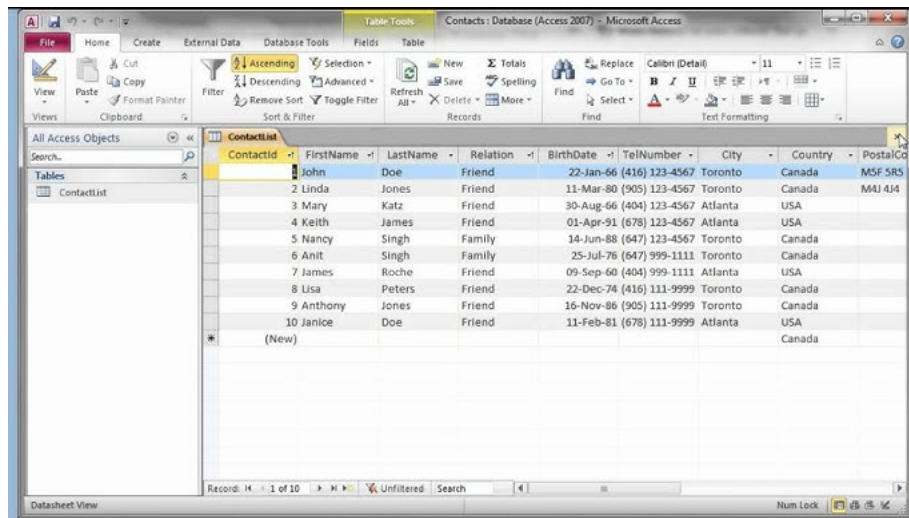 Table Tools
Contacts : Database (Access 2007) - Microsoft Access
File Home Create External Data Database Tools Fields Table
View
Paste
Cut
Copy
Format Painter
Filter
Ascending
Descending
Remove Sort
Selection
Advanced
Toggle Filter
Refresh All
New
Save
Delete
Totals
Spelling
More
Find
Replace
Go To
Select
Calibri (Detail) 11
B I U
Views Clipboard Sort & Filter Records Find Text Formatting
All Access Objects
Search...
Tables
ContactList
ContactList
ContactId FirstName LastName Relation BirthDate TelNumber City Country PostalCo
1 John Doe Friend 22-Jan-66 (416) 123-4567 Toronto Canada M5F 5R5
2 Linda Jones Friend 11-Mar-80 (905) 123-4567 Toronto Canada M4J 4J4
3 Mary Katz Friend 30-Aug-66 (404) 123-4567 Atlanta USA
4 Keith James Friend 01-Apr-91 (678) 123-4567 Atlanta USA
5 Nancy Singh Family 14-Jun-88 (647) 123-4567 Toronto Canada
6 Anit Singh Family 25-Jul-76 (647) 999-1111 Toronto Canada
7 James Roche Friend 09-Sep-60 (404) 999-1111 Atlanta USA
8 Lisa Peters Friend 22-Dec-74 (416) 111-9999 Toronto Canada
9 Anthony Jones Friend 16-Nov-86 (905) 111-9999 Toronto Canada
10 Janice Doe Friend 11-Feb-81 (678) 111-9999 Atlanta USA
(New) Canada
Record: 1 of 10 Unfiltered Search
Datasheet View
Num Lock